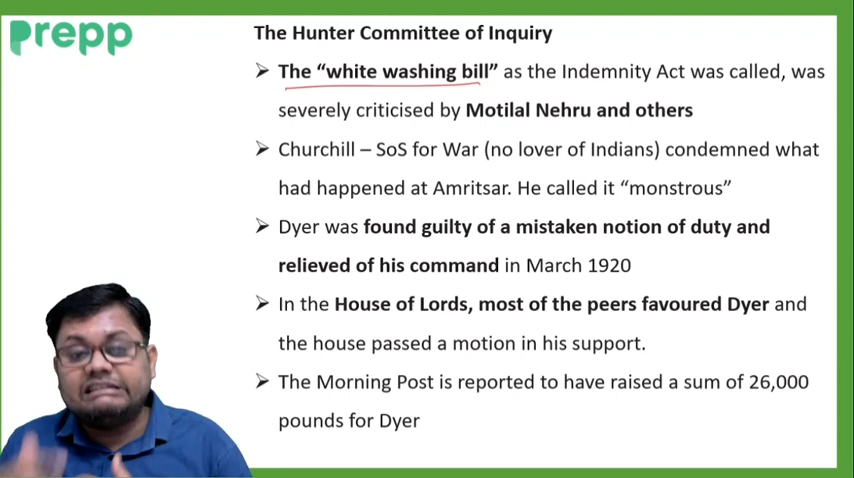 prepp
The Hunter Committee of Inquiry
➢ The “white washing bill” as the Indemnity Act was called, was
severely criticised by Motilal Nehru and others
➢ Churchill – SoS for War (no lover of Indians) condemned what
had happened at Amritsar. He called it “monstrous”
➢ Dyer was found guilty of a mistaken notion of duty and
relieved of his command in March 1920
➢ In the House of Lords, most of the peers favoured Dyer and
the house passed a motion in his support.
➢ The Morning Post is reported to have raised a sum of 26,000
pounds for Dyer